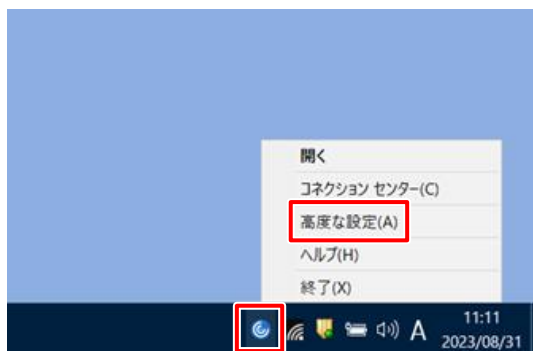 開く
コネクション センター(C)
高度な設定(A)
ヘルプ(H)
終了(X)
A
11:11
2023/08/31